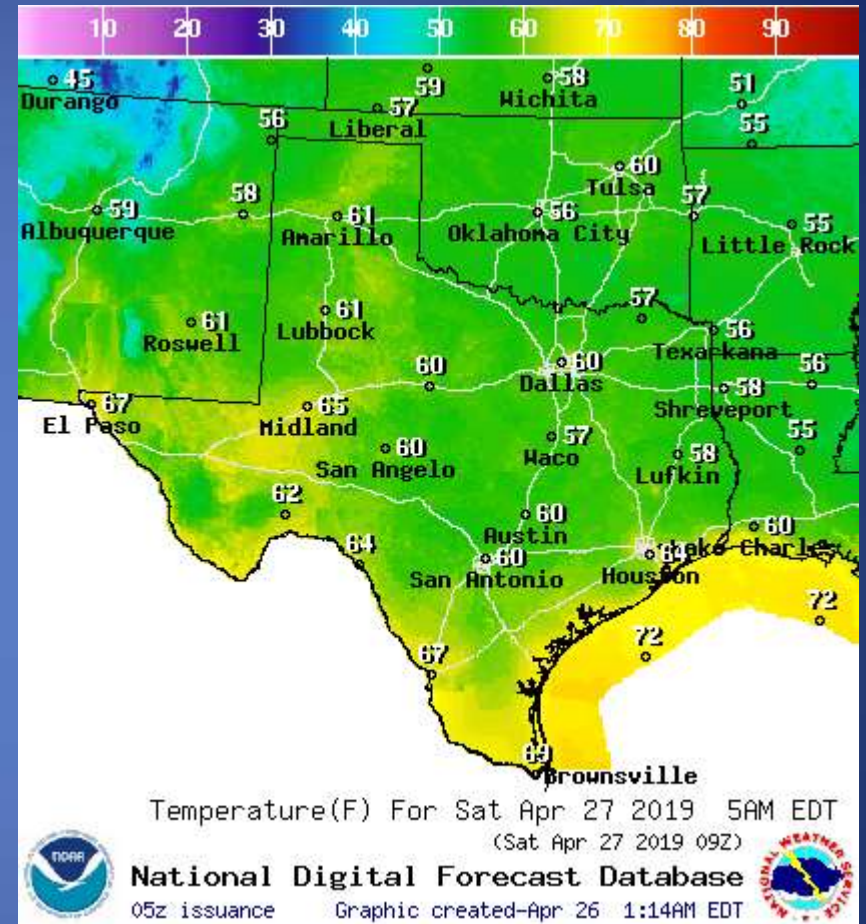 10 20 30 40 50 60 70 80 90
45
Durango
59
58
Wichita
51
57
Liberal
56
55
60
Tulsa
59
Albuquerque
58
61
Amarillo
56
Oklahoma City
57
55
Little Rock
61
Roswell
61
Lubbock
57
56
Texarkana
60
60
Dallas
58
Shreveport
56
67
El Paso
65
Midland
60
San Angelo
57
Waco
58
Lufkin
55
62
60
Austin
60
Lake Charles
64
60
San Antonio
64
Houston
72
72
67
69
Brownsville
Temperature(F) For Sat Apr 27 2019 5AM EDT
(Sat Apr 27 2019 09Z)
NOAA
National Digital Forecast Database
NATIONAL WEATHER SERVICE
05z issuance Graphic created-Apr 26 1:14AM EDT